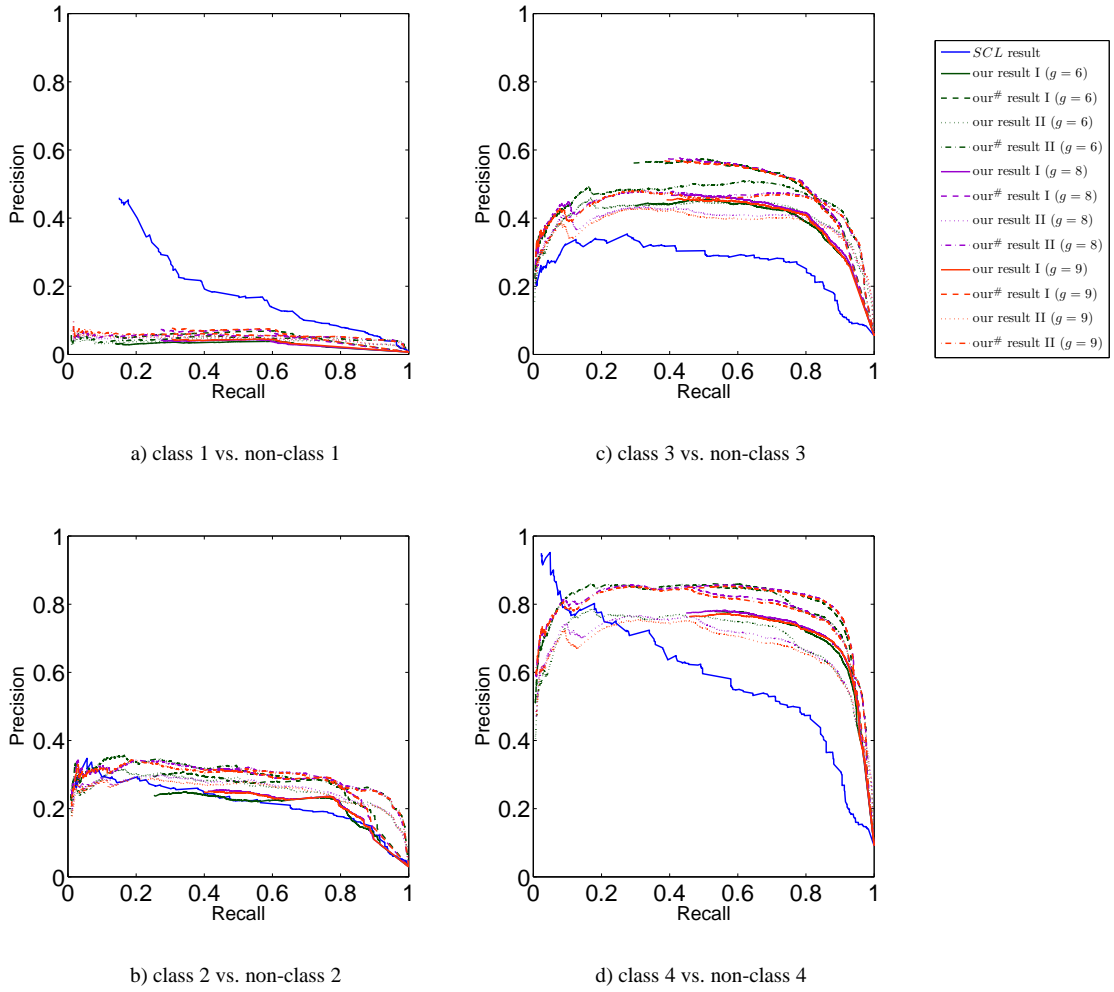 1
0.8
0.6
0.4
0.2
0
0 0.2 0.4 0.6 0.8 1
Precision
Recall
a) class 1 vs. non-class 1
1
0.8
0.6
0.4
0.2
0
0 0.2 0.4 0.6 0.8 1
Precision
Recall
c) class 3 vs. non-class 3
SCL result
our result I (g = 6)
our# result I (g = 6)
our result II (g = 6)
our# result II (g = 6)
our result I (g = 8)
our# result I (g = 8)
our result II (g = 8)
our# result II (g = 8)
our result I (g = 9)
our# result I (g = 9)
our result II (g = 9)
our# result II (g = 9)
1
0.8
0.6
0.4
0.2
0
0 0.2 0.4 0.6 0.8 1
Precision
Recall
b) class 2 vs. non-class 2
1
0.8
0.6
0.4
0.2
0
0 0.2 0.4 0.6 0.8 1
Precision
Recall
d) class 4 vs. non-class 4